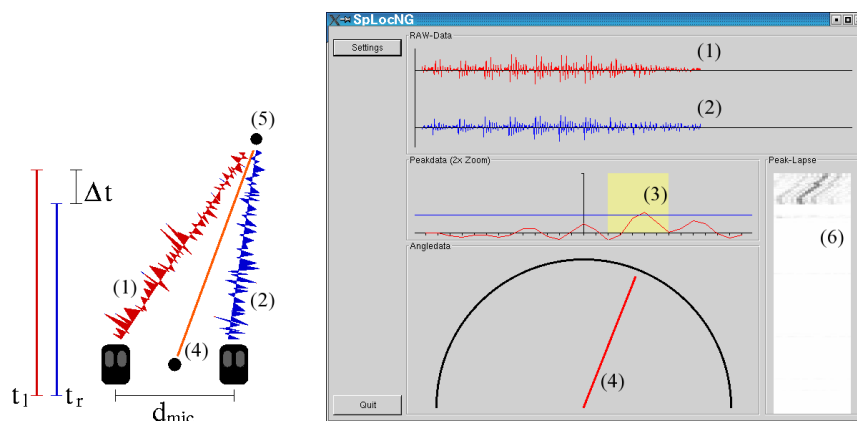 (5)
Δt
(1)
(2)
(4)
t_l
t_r
d_mic
SpLocNG
Settings
RAW-Data
(1)
(2)
Peakdata (2x Zoom)
Peak-Lapse
(3)
(6)
Angledata
(4)
Quit